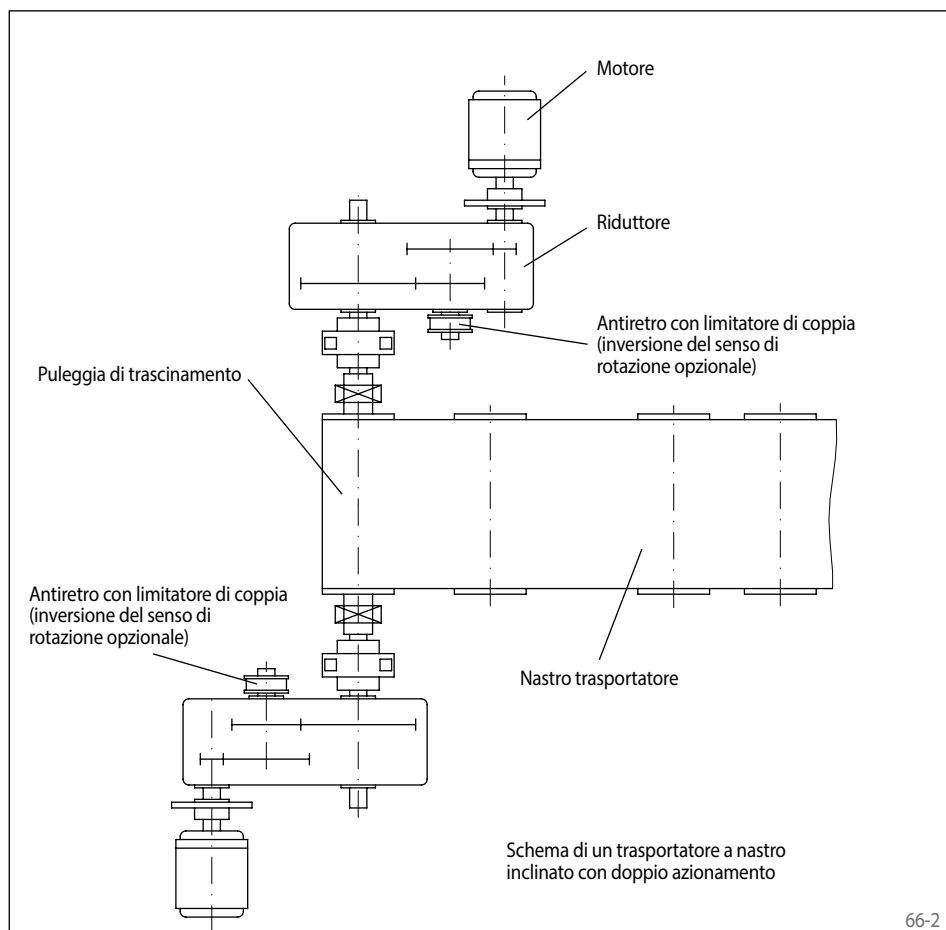 Motore
Riduttore
Antiretro con limitatore di coppia
(inversione del senso di
rotazione opzionale)
Puleggia di trascinamento
Antiretro con limitatore di coppia
(inversione del senso di
rotazione opzionale)
Nastro trasportatore
Schema di un trasportatore a nastro
inclinato con doppio azionamento
66-2